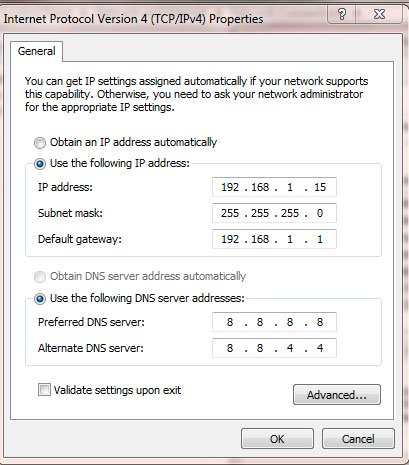 Internet Protocol Version 4 (TCP/IPv4) Properties
General
You can get IP settings assigned automatically if your network supports
this capability. Otherwise, you need to ask your network administrator
for the appropriate IP settings.
Obtain an IP address automatically
Use the following IP address:
IP address: 192 . 168 . 1 . 15
Subnet mask: 255 . 255 . 255 . 0
Default gateway: 192 . 168 . 1 . 1
Obtain DNS server address automatically
Use the following DNS server addresses:
Preferred DNS server: 8 . 8 . 8 . 8
Alternate DNS server: 8 . 8 . 4 . 4
Validate settings upon exit
Advanced...
OK Cancel